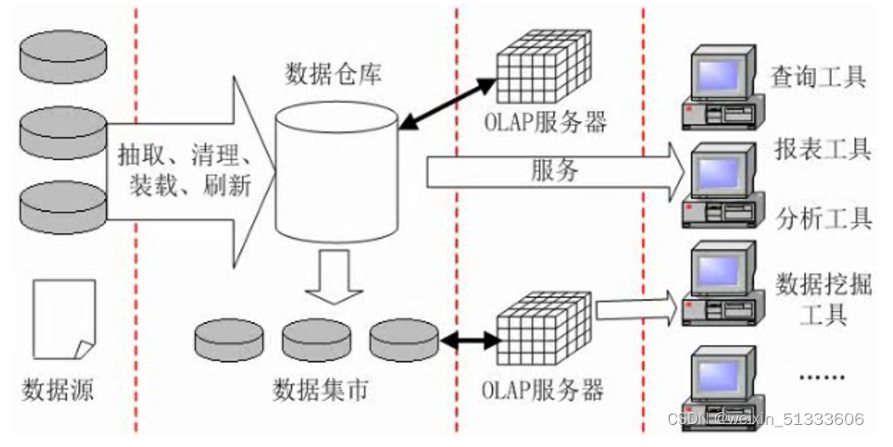 数据仓库
OLAP服务器
查询工具
抽取、清理、
装载、刷新
服务
报表工具
分析工具
数据挖掘
工具
数据源
数据集市
OLAP服务器
······
CSDN @weixin_51333606